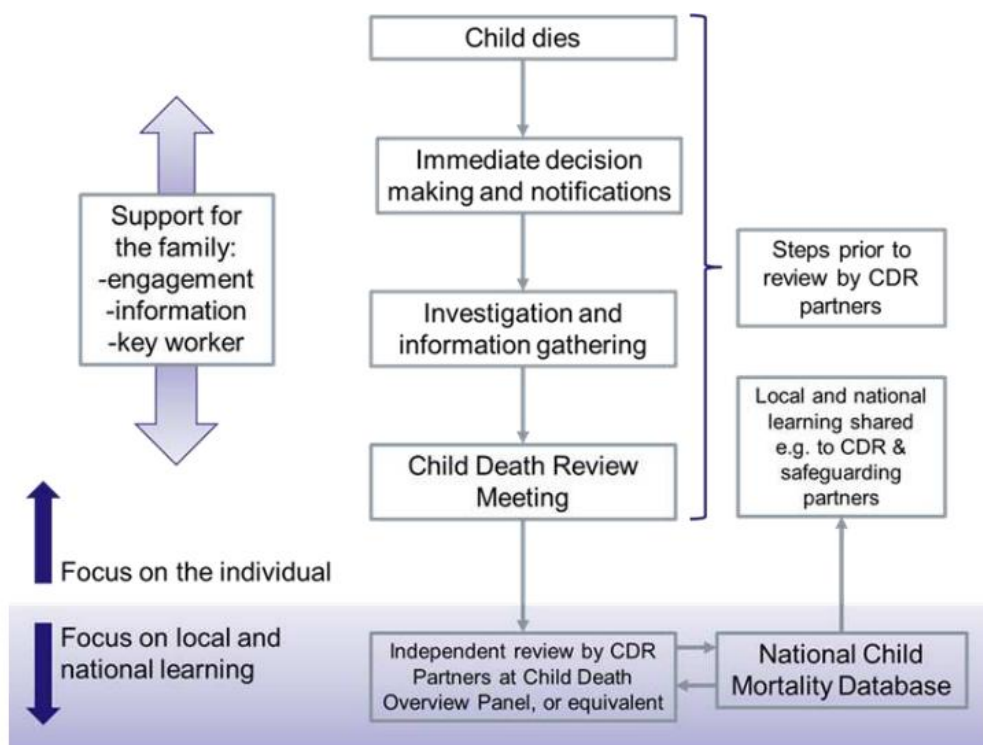 Child dies
Immediate decision
making and notifications
Support for
the family:
-engagement
-information
-key worker
Steps prior to
review by CDR
partners
Investigation and
information gathering
Local and national
learning shared
e.g. to CDR &
safeguarding
partners
Child Death Review
Meeting
Focus on the individual
Focus on local and
national learning
Independent review by CDR
Partners at Child Death
Overview Panel, or equivalent
National Child
Mortality Database